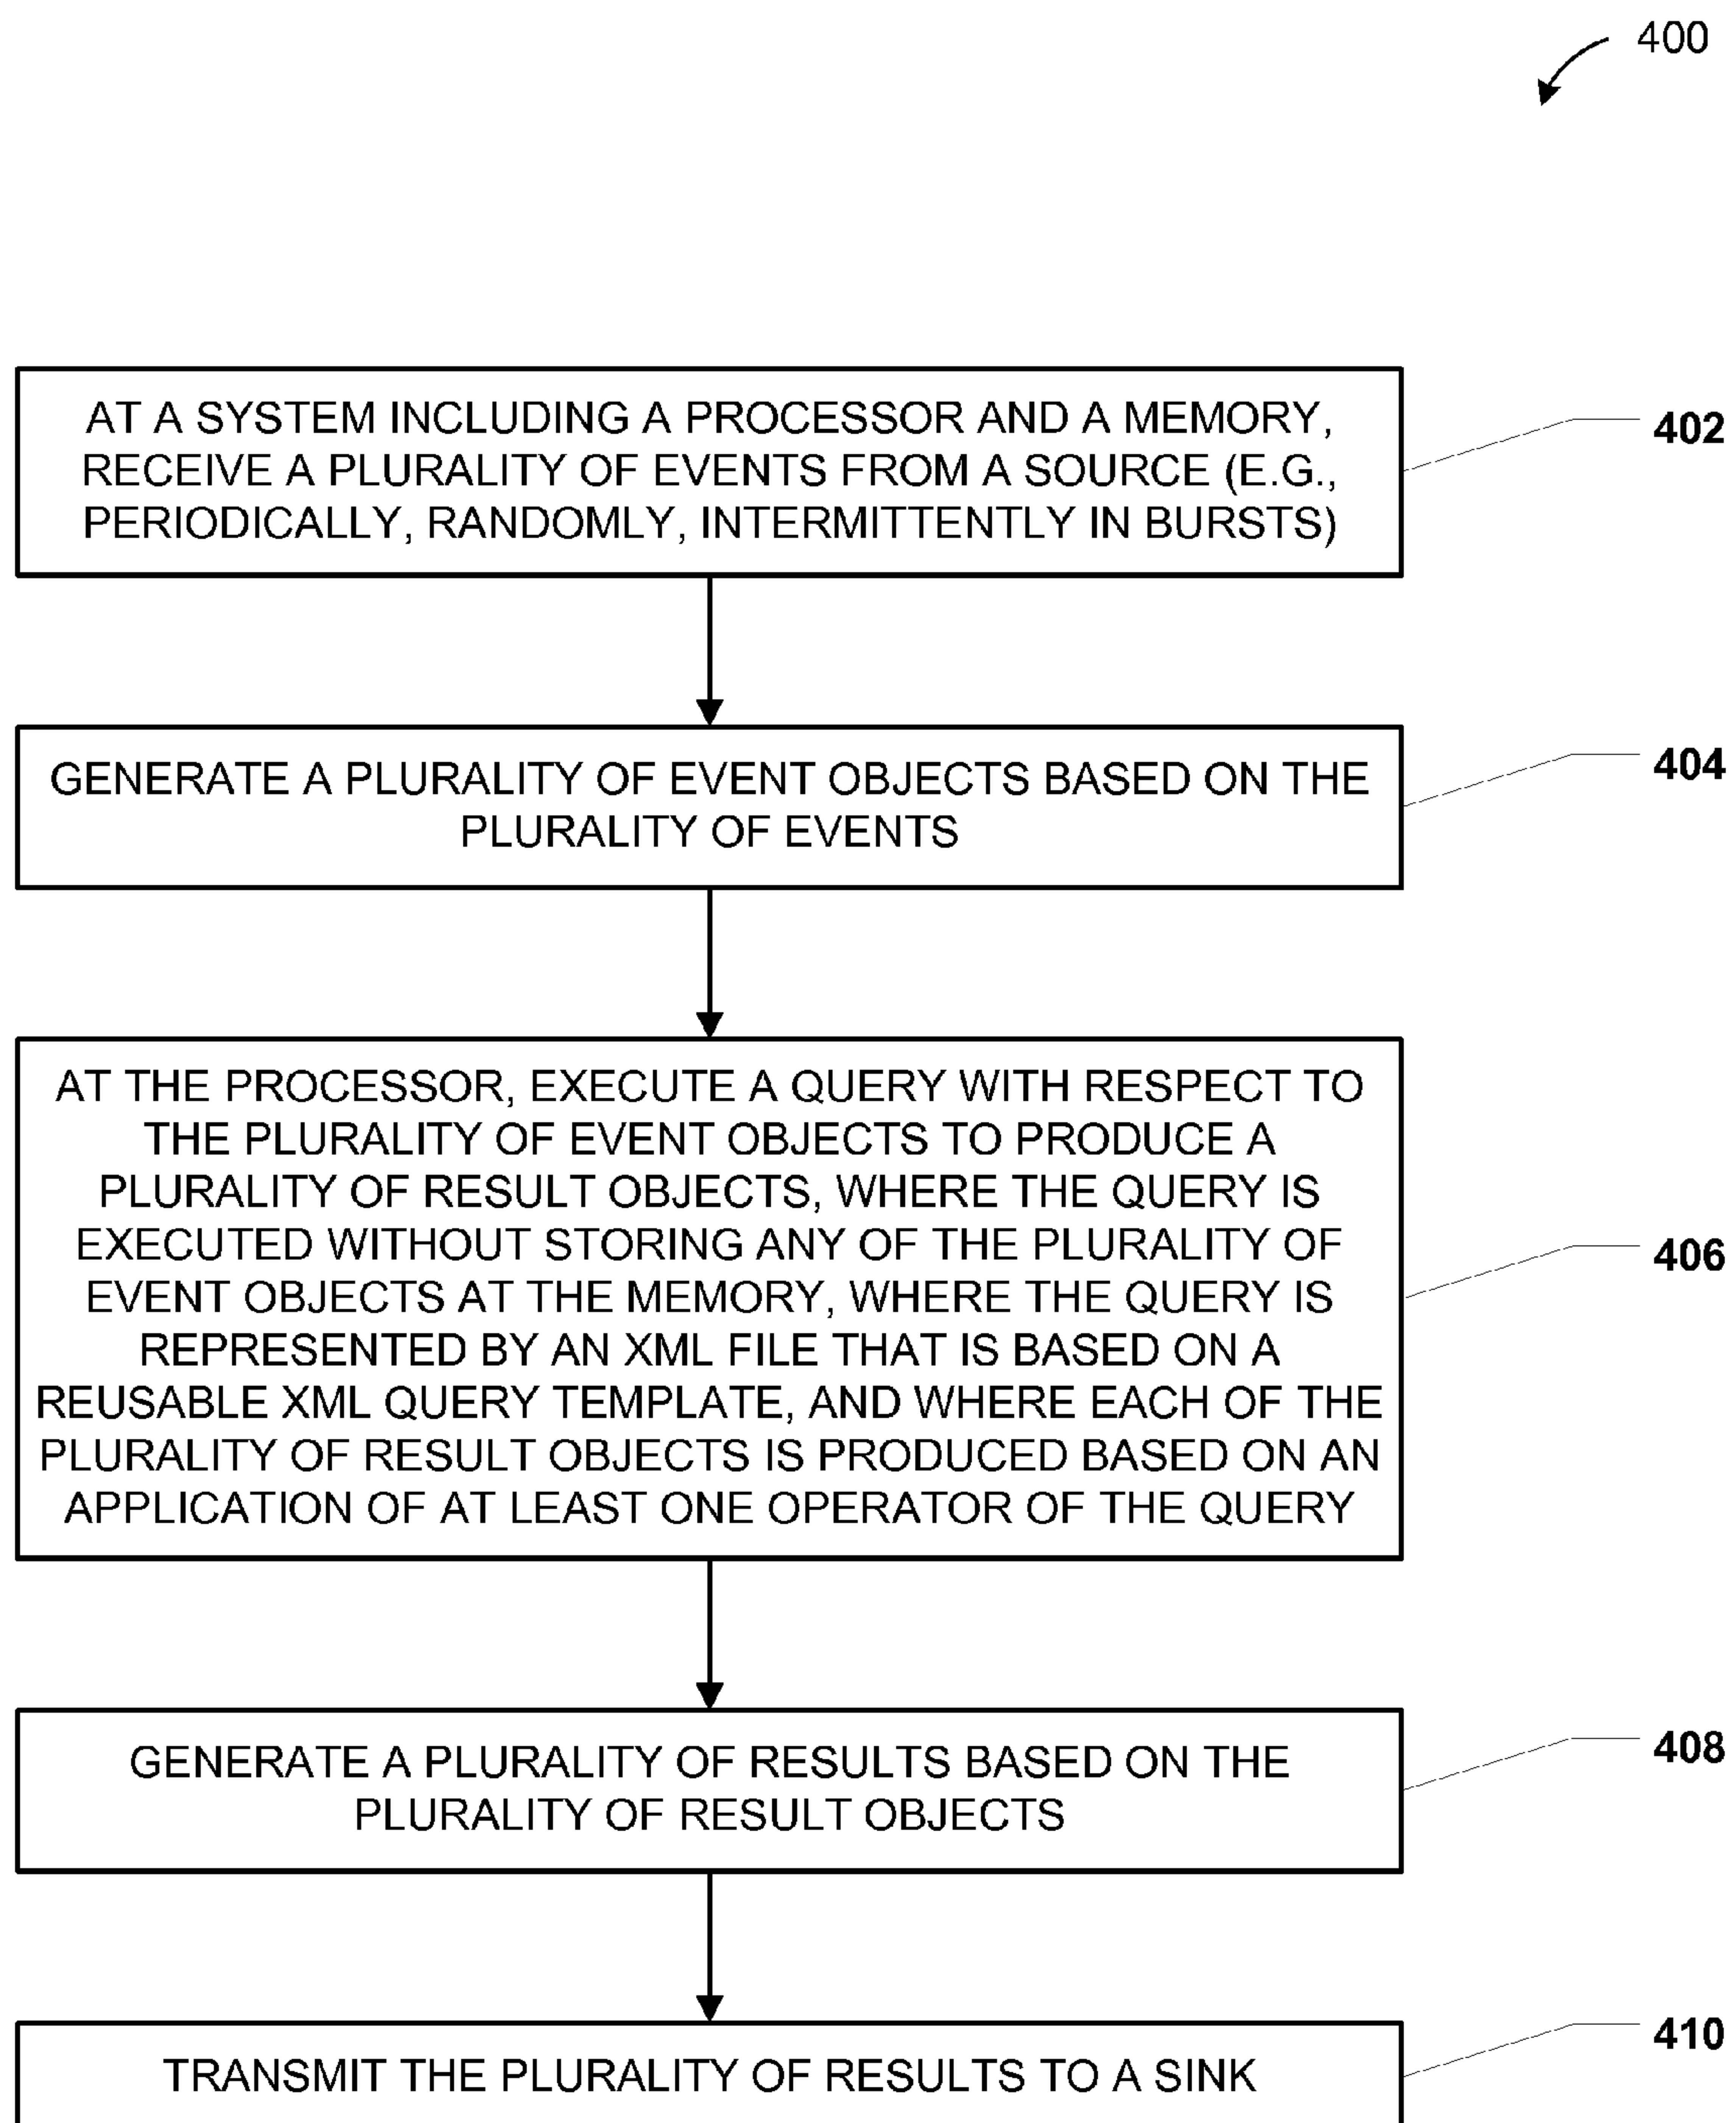 400
AT A SYSTEM INCLUDING A PROCESSOR AND A MEMORY,
RECEIVE A PLURALITY OF EVENTS FROM A SOURCE (E.G.,
PERIODICALLY, RANDOMLY, INTERMITTENTLY IN BURSTS)
402
GENERATE A PLURALITY OF EVENT OBJECTS BASED ON THE
PLURALITY OF EVENTS
404
AT THE PROCESSOR, EXECUTE A QUERY WITH RESPECT TO
THE PLURALITY OF EVENT OBJECTS TO PRODUCE A
PLURALITY OF RESULT OBJECTS, WHERE THE QUERY IS
EXECUTED WITHOUT STORING ANY OF THE PLURALITY OF
EVENT OBJECTS AT THE MEMORY, WHERE THE QUERY IS
REPRESENTED BY AN XML FILE THAT IS BASED ON A
REUSABLE XML QUERY TEMPLATE, AND WHERE EACH OF THE
PLURALITY OF RESULT OBJECTS IS PRODUCED BASED ON AN
APPLICATION OF AT LEAST ONE OPERATOR OF THE QUERY
406
GENERATE A PLURALITY OF RESULTS BASED ON THE
PLURALITY OF RESULT OBJECTS
408
TRANSMIT THE PLURALITY OF RESULTS TO A SINK
410